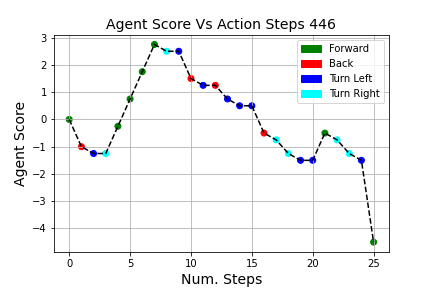 Agent Score Vs Action Steps 446
Forward
Back
Turn Left
Turn Right
Agent Score
3
2
1
0
−1
−2
−3
−4
0 5 10 15 20 25
Num. Steps